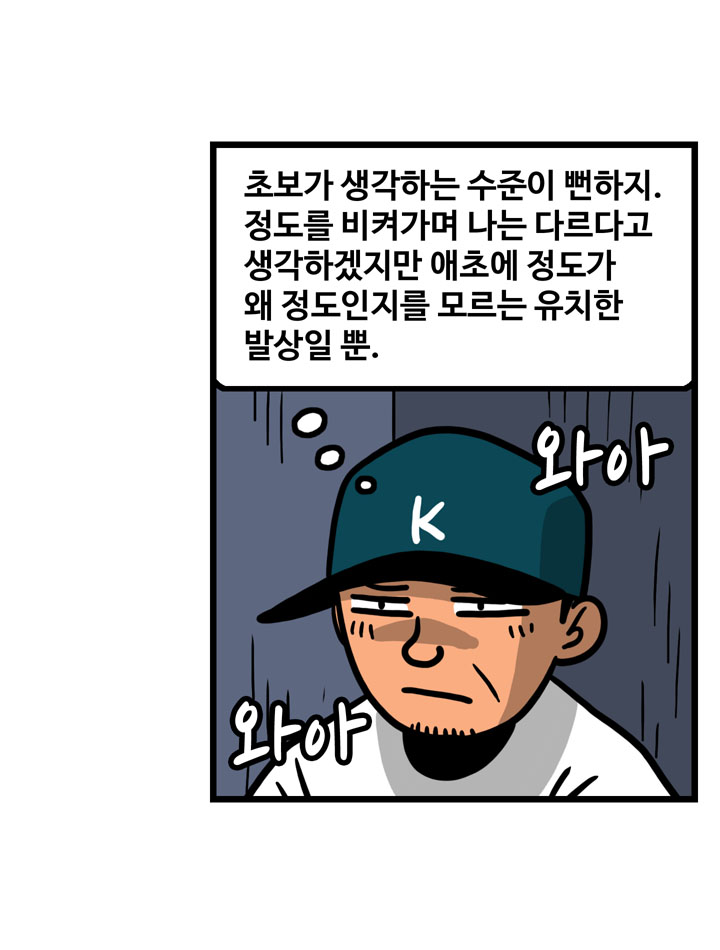 초보가 생각하는 수준이 뻔하지.
정도를 비켜가며 나는 다르다고
생각하겠지만 애초에 정도가
왜 정도인지를 모르는 유치한
발상일 뿐.
와아
K
와아